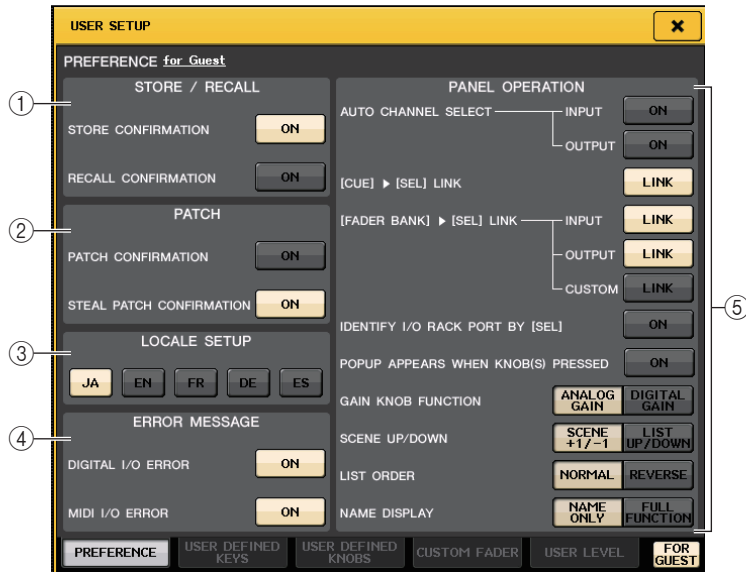 USER SETUP
PREFERENCE for Guest
① STORE / RECALL
STORE CONFIRMATION ON
RECALL CONFIRMATION ON
② PATCH
PATCH CONFIRMATION ON
STEAL PATCH CONFIRMATION ON
③ LOCALE SETUP
JA EN FR DE ES
④ ERROR MESSAGE
DIGITAL I/O ERROR ON
MIDI I/O ERROR ON
PANEL OPERATION
AUTO CHANNEL SELECT INPUT ON
OUTPUT ON
[CUE] ▶ [SEL] LINK LINK
[FADER BANK] ▶ [SEL] LINK INPUT LINK
OUTPUT LINK
CUSTOM LINK
⑤
IDENTIFY I/O RACK PORT BY [SEL] ON
POPUP APPEARS WHEN KNOB(S) PRESSED ON
GAIN KNOB FUNCTION ANALOG GAIN DIGITAL GAIN
SCENE UP/DOWN SCENE +1/-1 LIST UP/DOWN
LIST ORDER NORMAL REVERSE
NAME DISPLAY NAME ONLY FULL FUNCTION
PREFERENCE USER DEFINED KEYS USER DEFINED KNOBS CUSTOM FADER USER LEVEL FOR GUEST